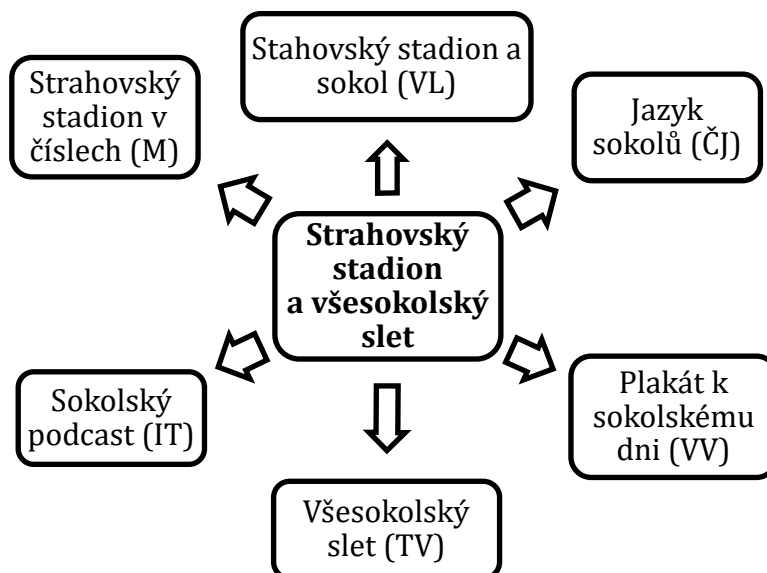 Stahovský stadion a
sokol (VL)
Strahovský
stadion v
číslech (M)
Jazyk
sokolů (ČJ)
Strahovský
stadion
a všesokolský
slet
Sokolský
podcast (IT)
Plakát k
sokolskému
dni (VV)
Všesokolský
slet (TV)